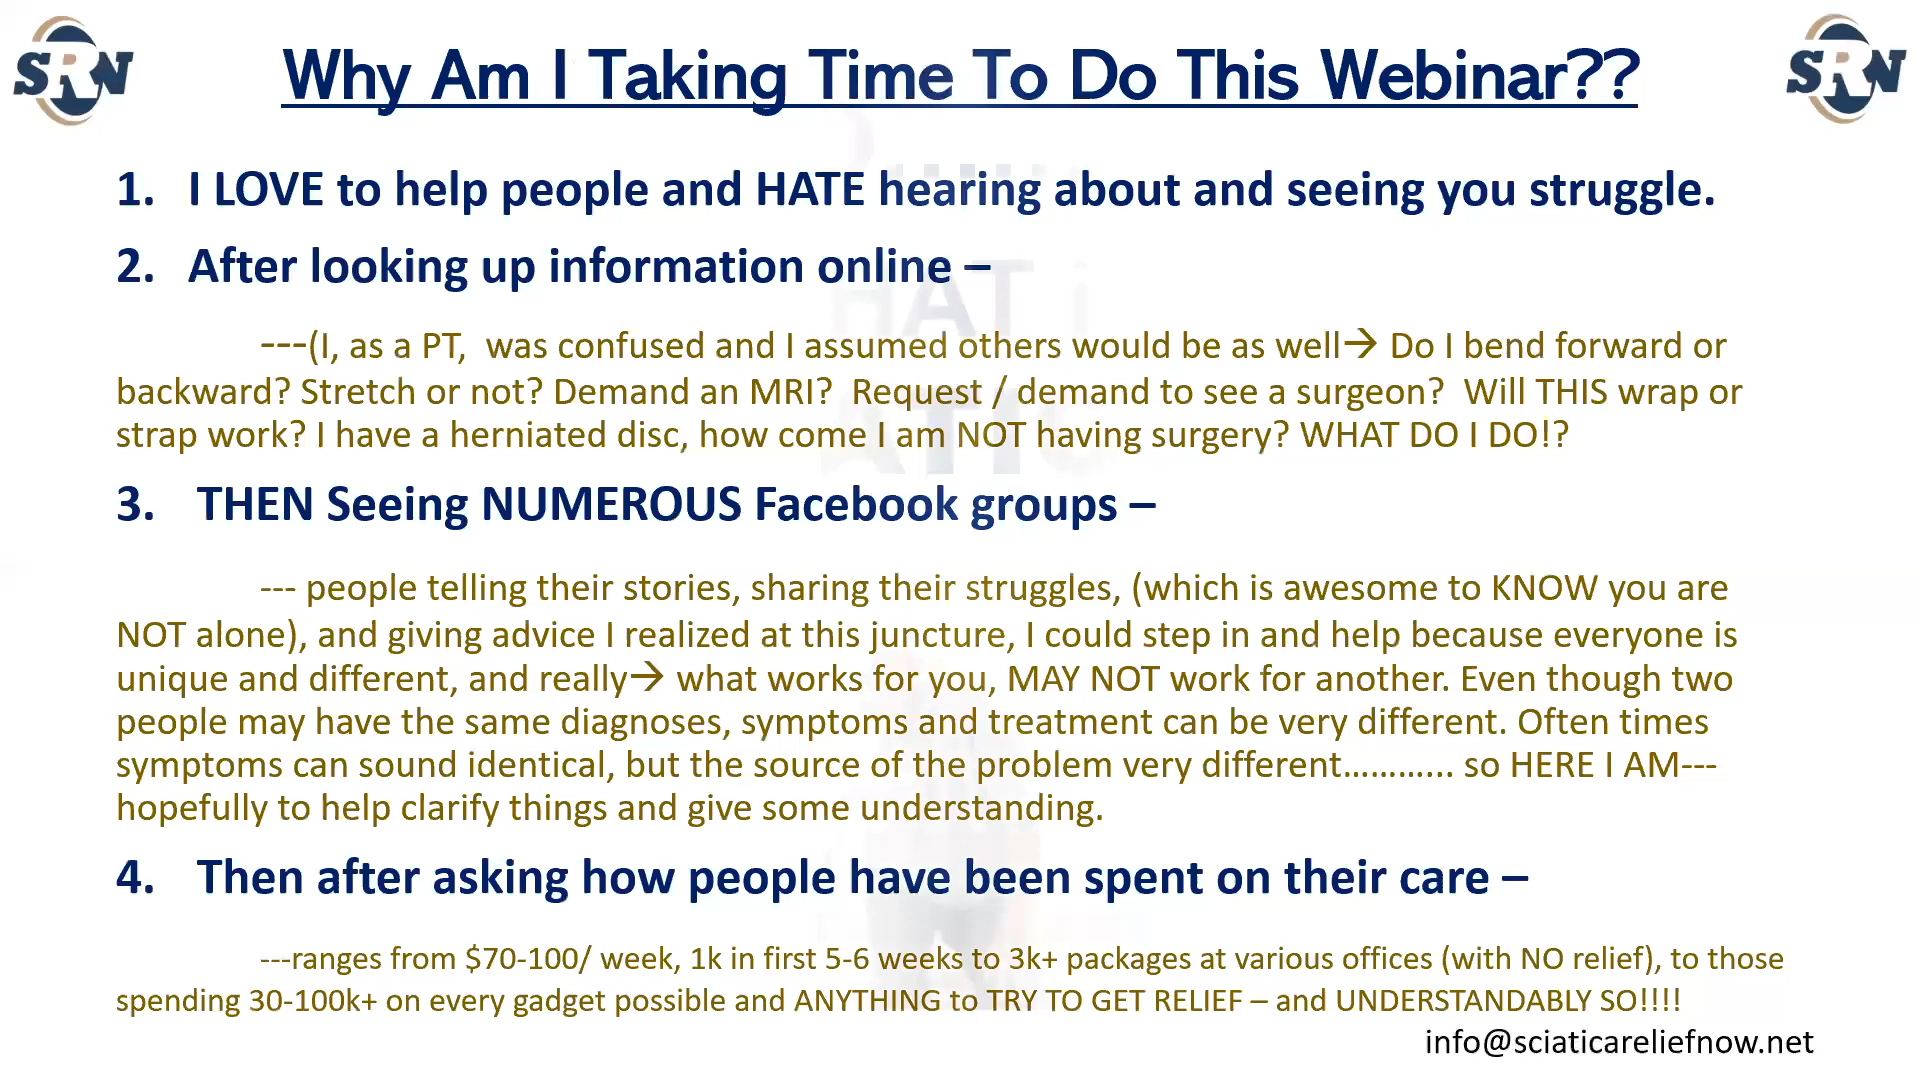 SRN
Why Am I Taking Time To Do This Webinar??
SRN
1. I LOVE to help people and HATE hearing about and seeing you struggle.
2. After looking up information online –
---(I, as a PT, was confused and I assumed others would be as well→ Do I bend forward or
backward? Stretch or not? Demand an MRI? Request / demand to see a surgeon? Will THIS wrap or
strap work? I have a herniated disc, how come I am NOT having surgery? WHAT DO I DO!?
3. THEN Seeing NUMEROUS Facebook groups –
--- people telling their stories, sharing their struggles, (which is awesome to KNOW you are
NOT alone), and giving advice I realized at this juncture, I could step in and help because everyone is
unique and different, and really→ what works for you, MAY NOT work for another. Even though two
people may have the same diagnoses, symptoms and treatment can be very different. Often times
symptoms can sound identical, but the source of the problem very different………... so HERE I AM---
hopefully to help clarify things and give some understanding.
4. Then after asking how people have been spent on their care –
---ranges from $70-100/ week, 1k in first 5-6 weeks to 3k+ packages at various offices (with NO relief), to those
spending 30-100k+ on every gadget possible and ANYTHING to TRY TO GET RELIEF – and UNDERSTANDABLY SO!!!!
info@sciaticareliefnow.net